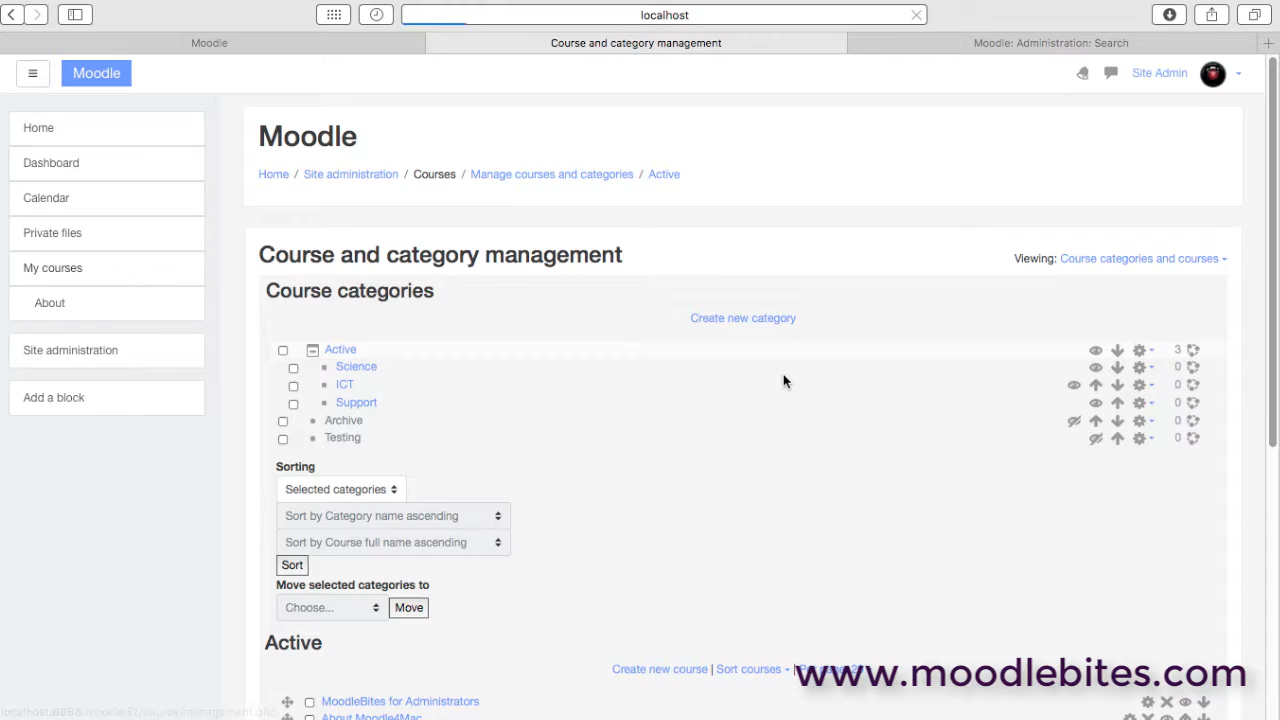 localhost
Moodle
Course and category management
Moodle: Administration: Search
Moodle
Site Admin
Home
Dashboard
Calendar
Private files
My courses
About
Site administration
Add a block
Moodle
Home / Site administration / Courses / Manage courses and categories / Active
Course and category management
Viewing: Course categories and courses
Course categories
Create new category
Active 3
Science 0
ICT 0
Support 0
Archive 0
Testing 0
Sorting
Selected categories
Sort by Category name ascending
Sort by Course full name ascending
Sort
Move selected categories to
Choose... Move
Active
Create new course | Sort courses |
www.moodlebites.com
MoodleBites for Administrators
About Moodle4Mac